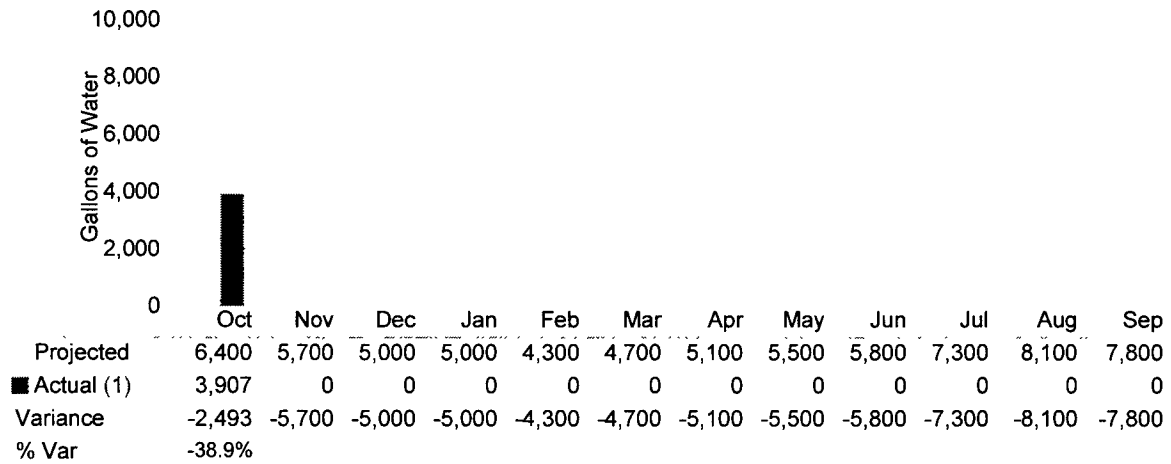 10,000
8,000
6,000
4,000
2,000
0
Gallons of Water
Oct Nov Dec Jan Feb Mar Apr May Jun Jul Aug Sep
Projected 6,400 5,700 5,000 5,000 4,300 4,700 5,100 5,500 5,800 7,300 8,100 7,800
Actual (1) 3,907 0 0 0 0 0 0 0 0 0 0 0
Variance -2,493 -5,700 -5,000 -5,000 -4,300 -4,700 -5,100 -5,500 -5,800 -7,300 -8,100 -7,800
% Var -38.9%